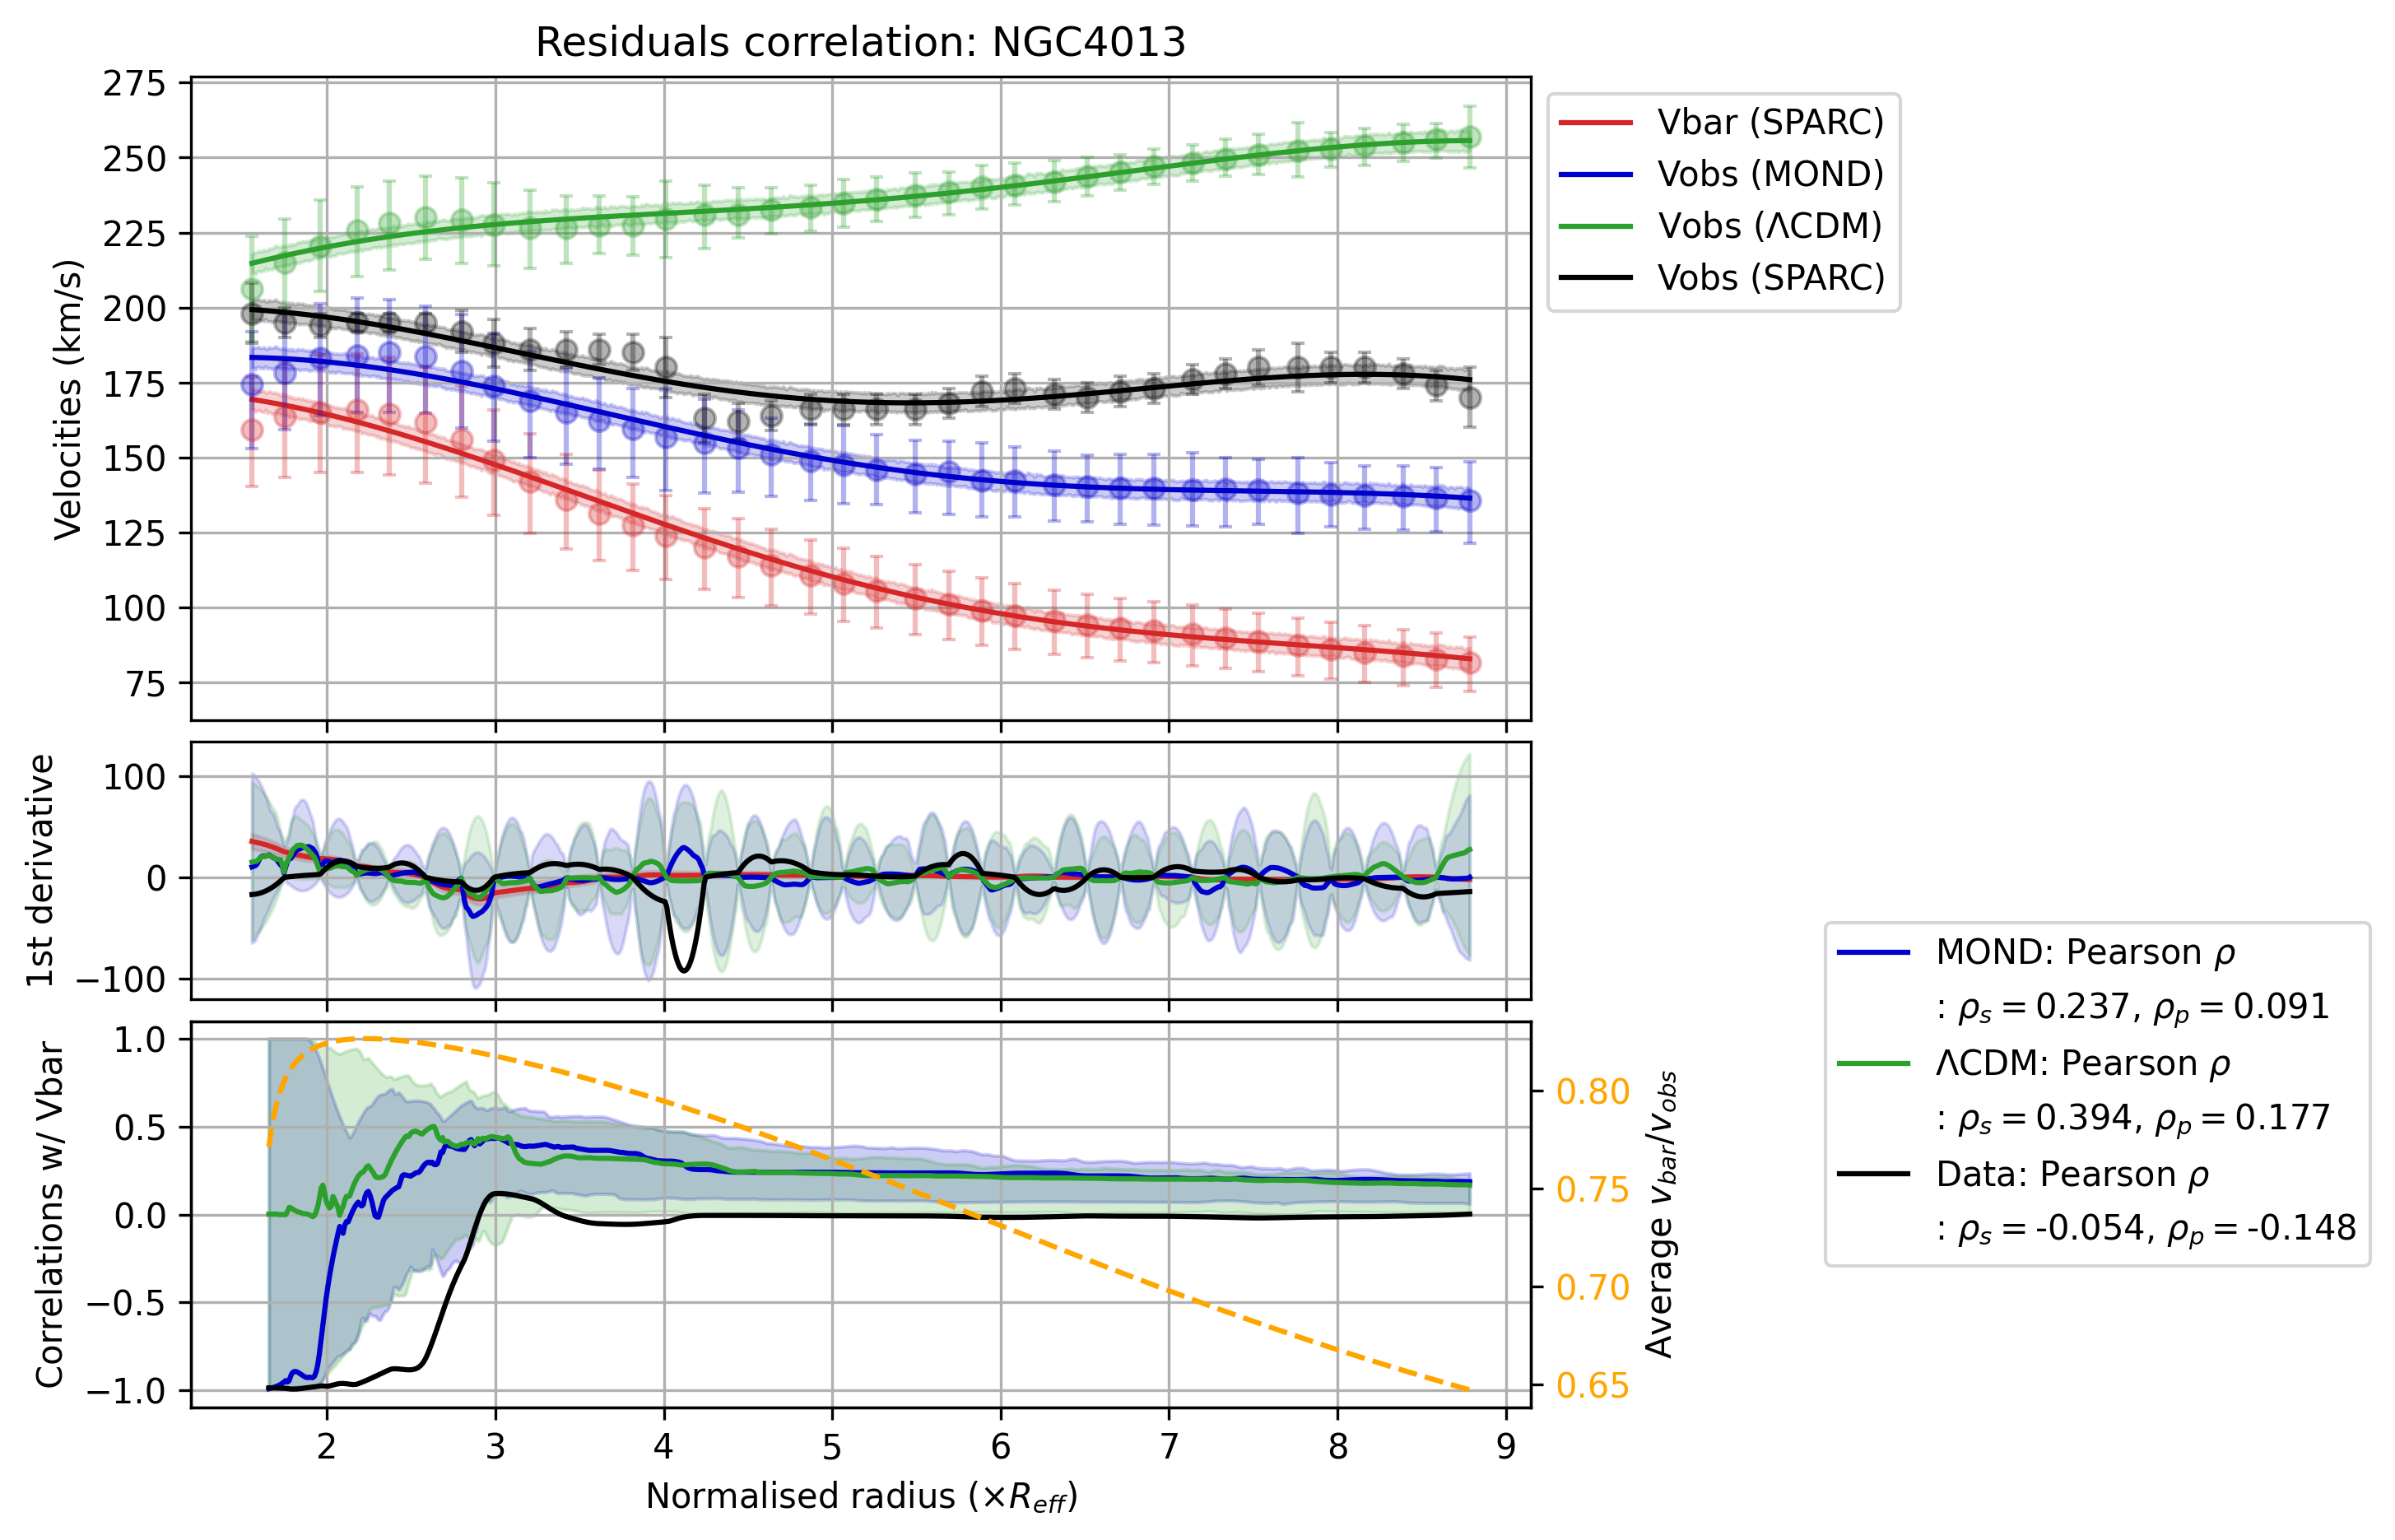 Residuals correlation: NGC4013
275
250
225
200
175
150
125
100
75
Velocities (km/s)
Vbar (SPARC)
Vobs (MOND)
Vobs (ΛCDM)
Vobs (SPARC)
100
0
−100
1st derivative
1.0
0.5
0.0
−0.5
−1.0
Correlations w/ Vbar
0.80
0.75
0.70
0.65
Average v_bar/v_obs
2 3 4 5 6 7 8 9
Normalised radius (×R_eff)
MOND: Pearson ρ
: ρ_s = 0.237, ρ_p = 0.091
ΛCDM: Pearson ρ
: ρ_s = 0.394, ρ_p = 0.177
Data: Pearson ρ
: ρ_s = -0.054, ρ_p = -0.148